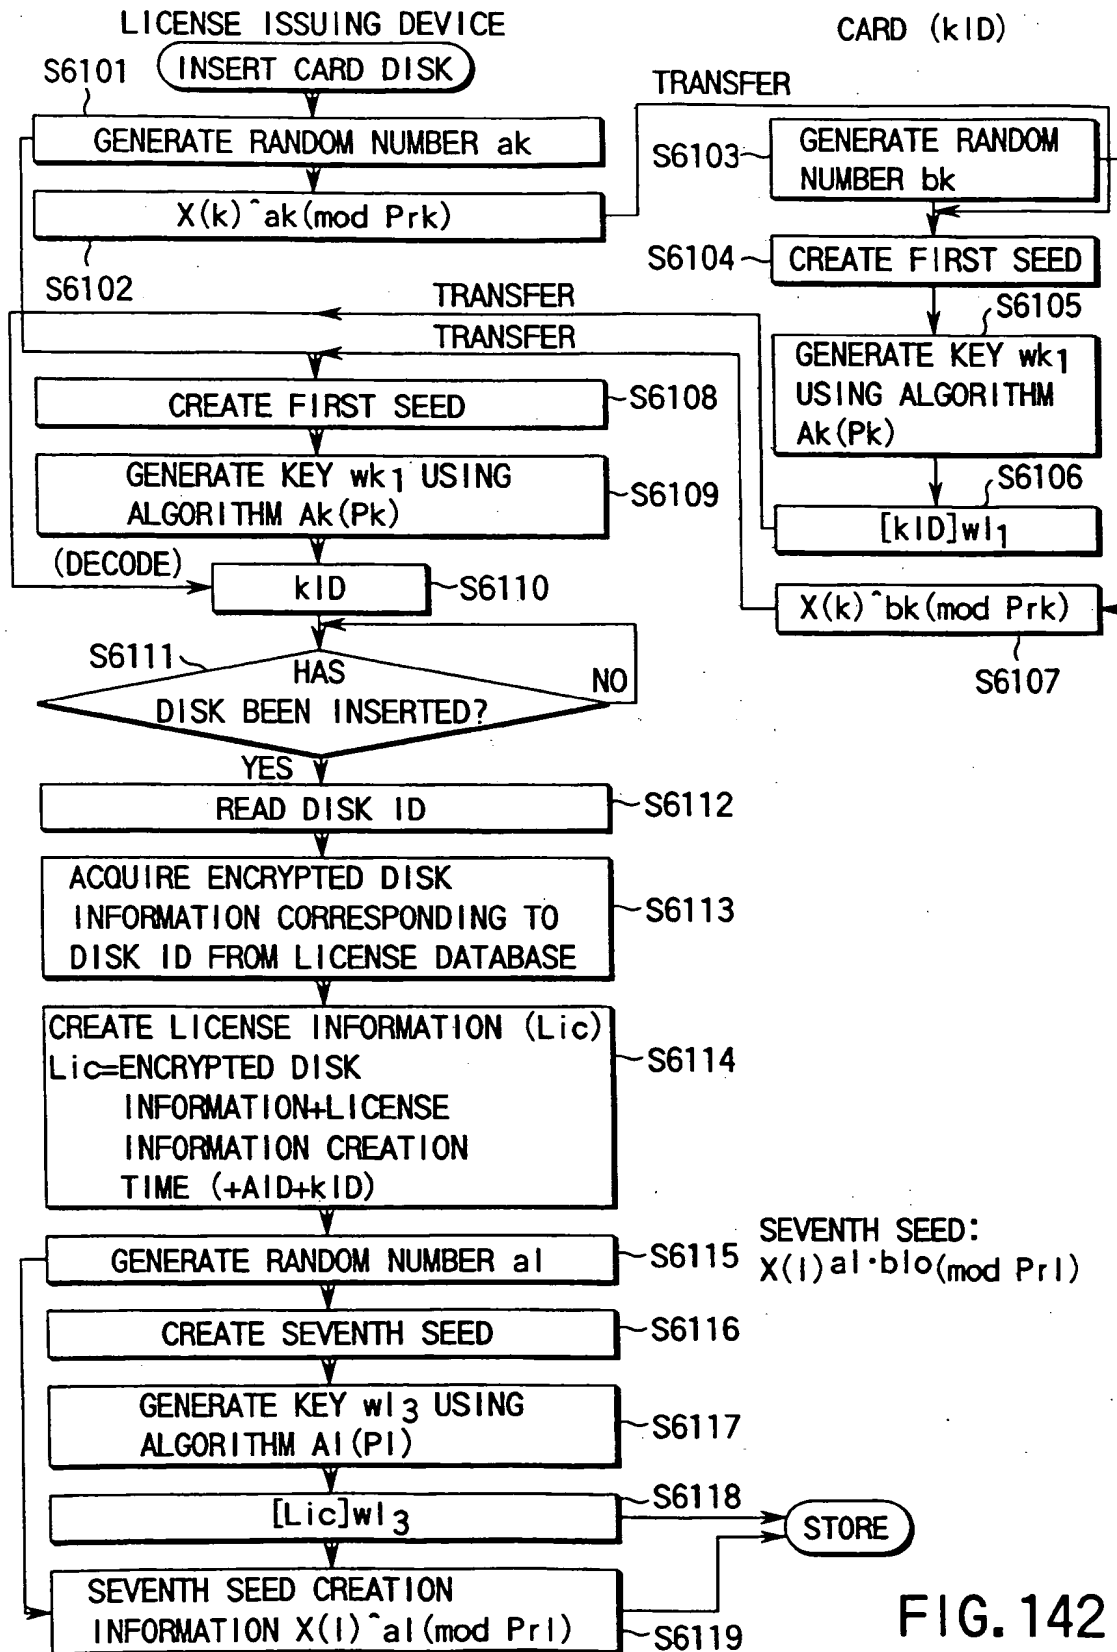 LICENSE ISSUING DEVICE
CARD (kID)
S6101
INSERT CARD DISK
TRANSFER
GENERATE RANDOM NUMBER ak
S6103
GENERATE RANDOM
NUMBER bk
X(k)^ak(mod Prk)
S6102
S6104
CREATE FIRST SEED
TRANSFER
S6105
TRANSFER
GENERATE KEY wk1
USING ALGORITHM
Ak(Pk)
CREATE FIRST SEED
S6108
GENERATE KEY wk1 USING
ALGORITHM Ak(Pk)
S6109
S6106
[kID]wl1
(DECODE)
kID
S6110
X(k)^bk(mod Prk)
S6107
S6111
HAS
DISK BEEN INSERTED?
NO
YES
READ DISK ID
S6112
ACQUIRE ENCRYPTED DISK
INFORMATION CORRESPONDING TO
DISK ID FROM LICENSE DATABASE
S6113
CREATE LICENSE INFORMATION (Lic)
Lic=ENCRYPTED DISK
INFORMATION+LICENSE
INFORMATION CREATION
TIME (+AID+kID)
S6114
GENERATE RANDOM NUMBER al
S6115
SEVENTH SEED:
X(l)al·blo(mod Prl)
CREATE SEVENTH SEED
S6116
GENERATE KEY wl3 USING
ALGORITHM Al(Pl)
S6117
[Lic]wl3
S6118
STORE
SEVENTH SEED CREATION
INFORMATION X(l)^al(mod Prl)
S6119
FIG.142